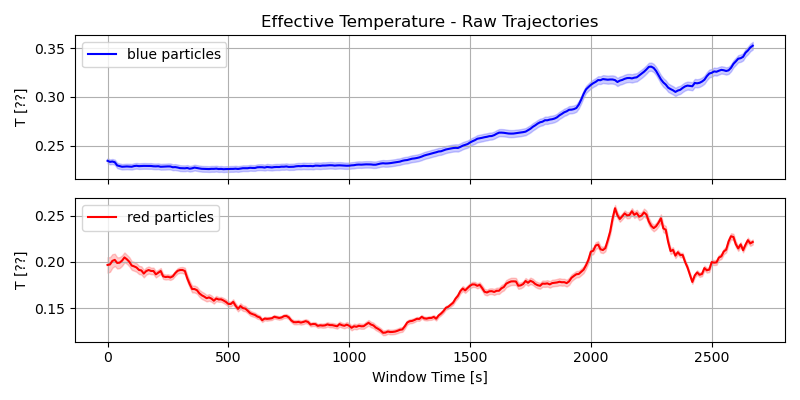 Effective Temperature - Raw Trajectories
blue particles
T [??]
0.35
0.30
0.25
red particles
T [??]
0.25
0.20
0.15
0 500 1000 1500 2000 2500
Window Time [s]